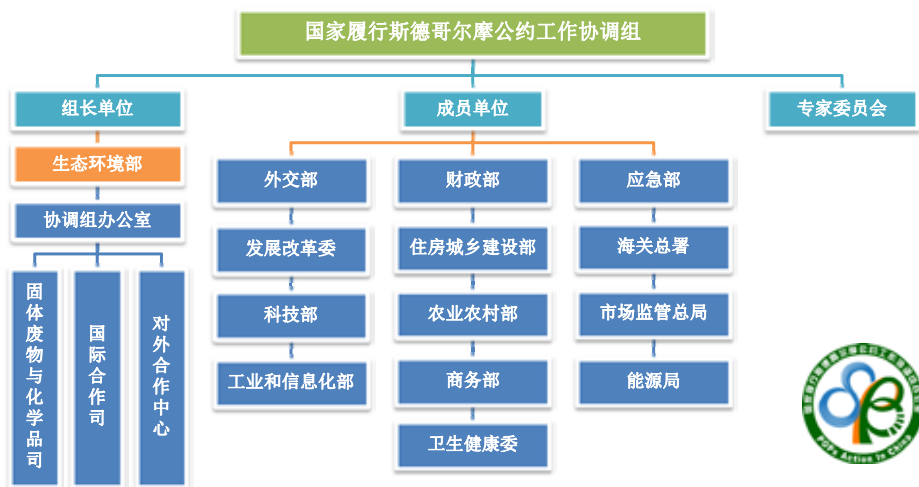 国家履行斯德哥尔摩公约工作协调组
组长单位
成员单位
专家委员会
生态环境部
协调组办公室
固体废物与化学品司
国际合作司
对外合作中心
外交部
发展改革委
科技部
工业和信息化部
财政部
住房城乡建设部
农业农村部
商务部
卫生健康委
应急部
海关总署
市场监管总局
能源局
POPs Action in China